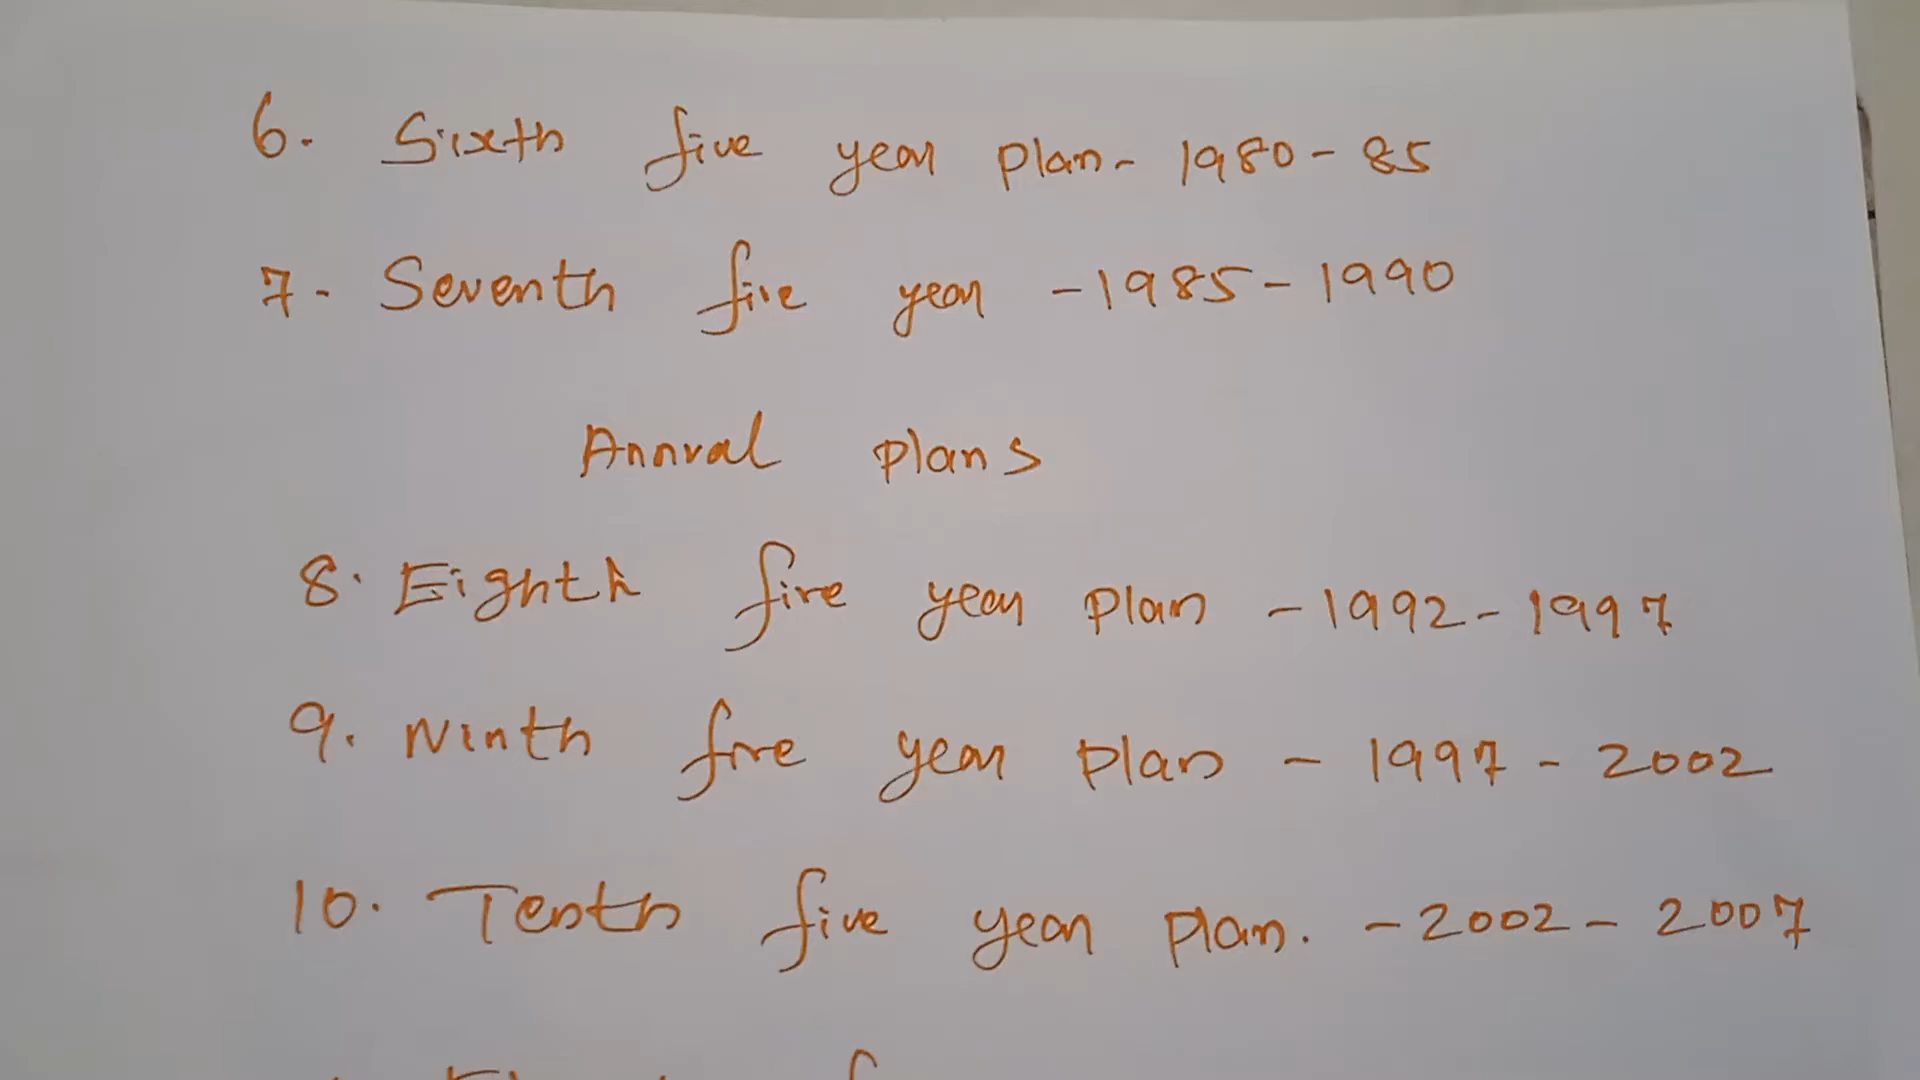 6. Sixth five year plan - 1980 - 85
7 - Seventh five year - 1985 - 1990
Annual plans
8. Eighth five year plan - 1992 - 1997
9. Ninth five year plan - 1997 - 2002
10. Tenth five year plan. - 2002 - 2007